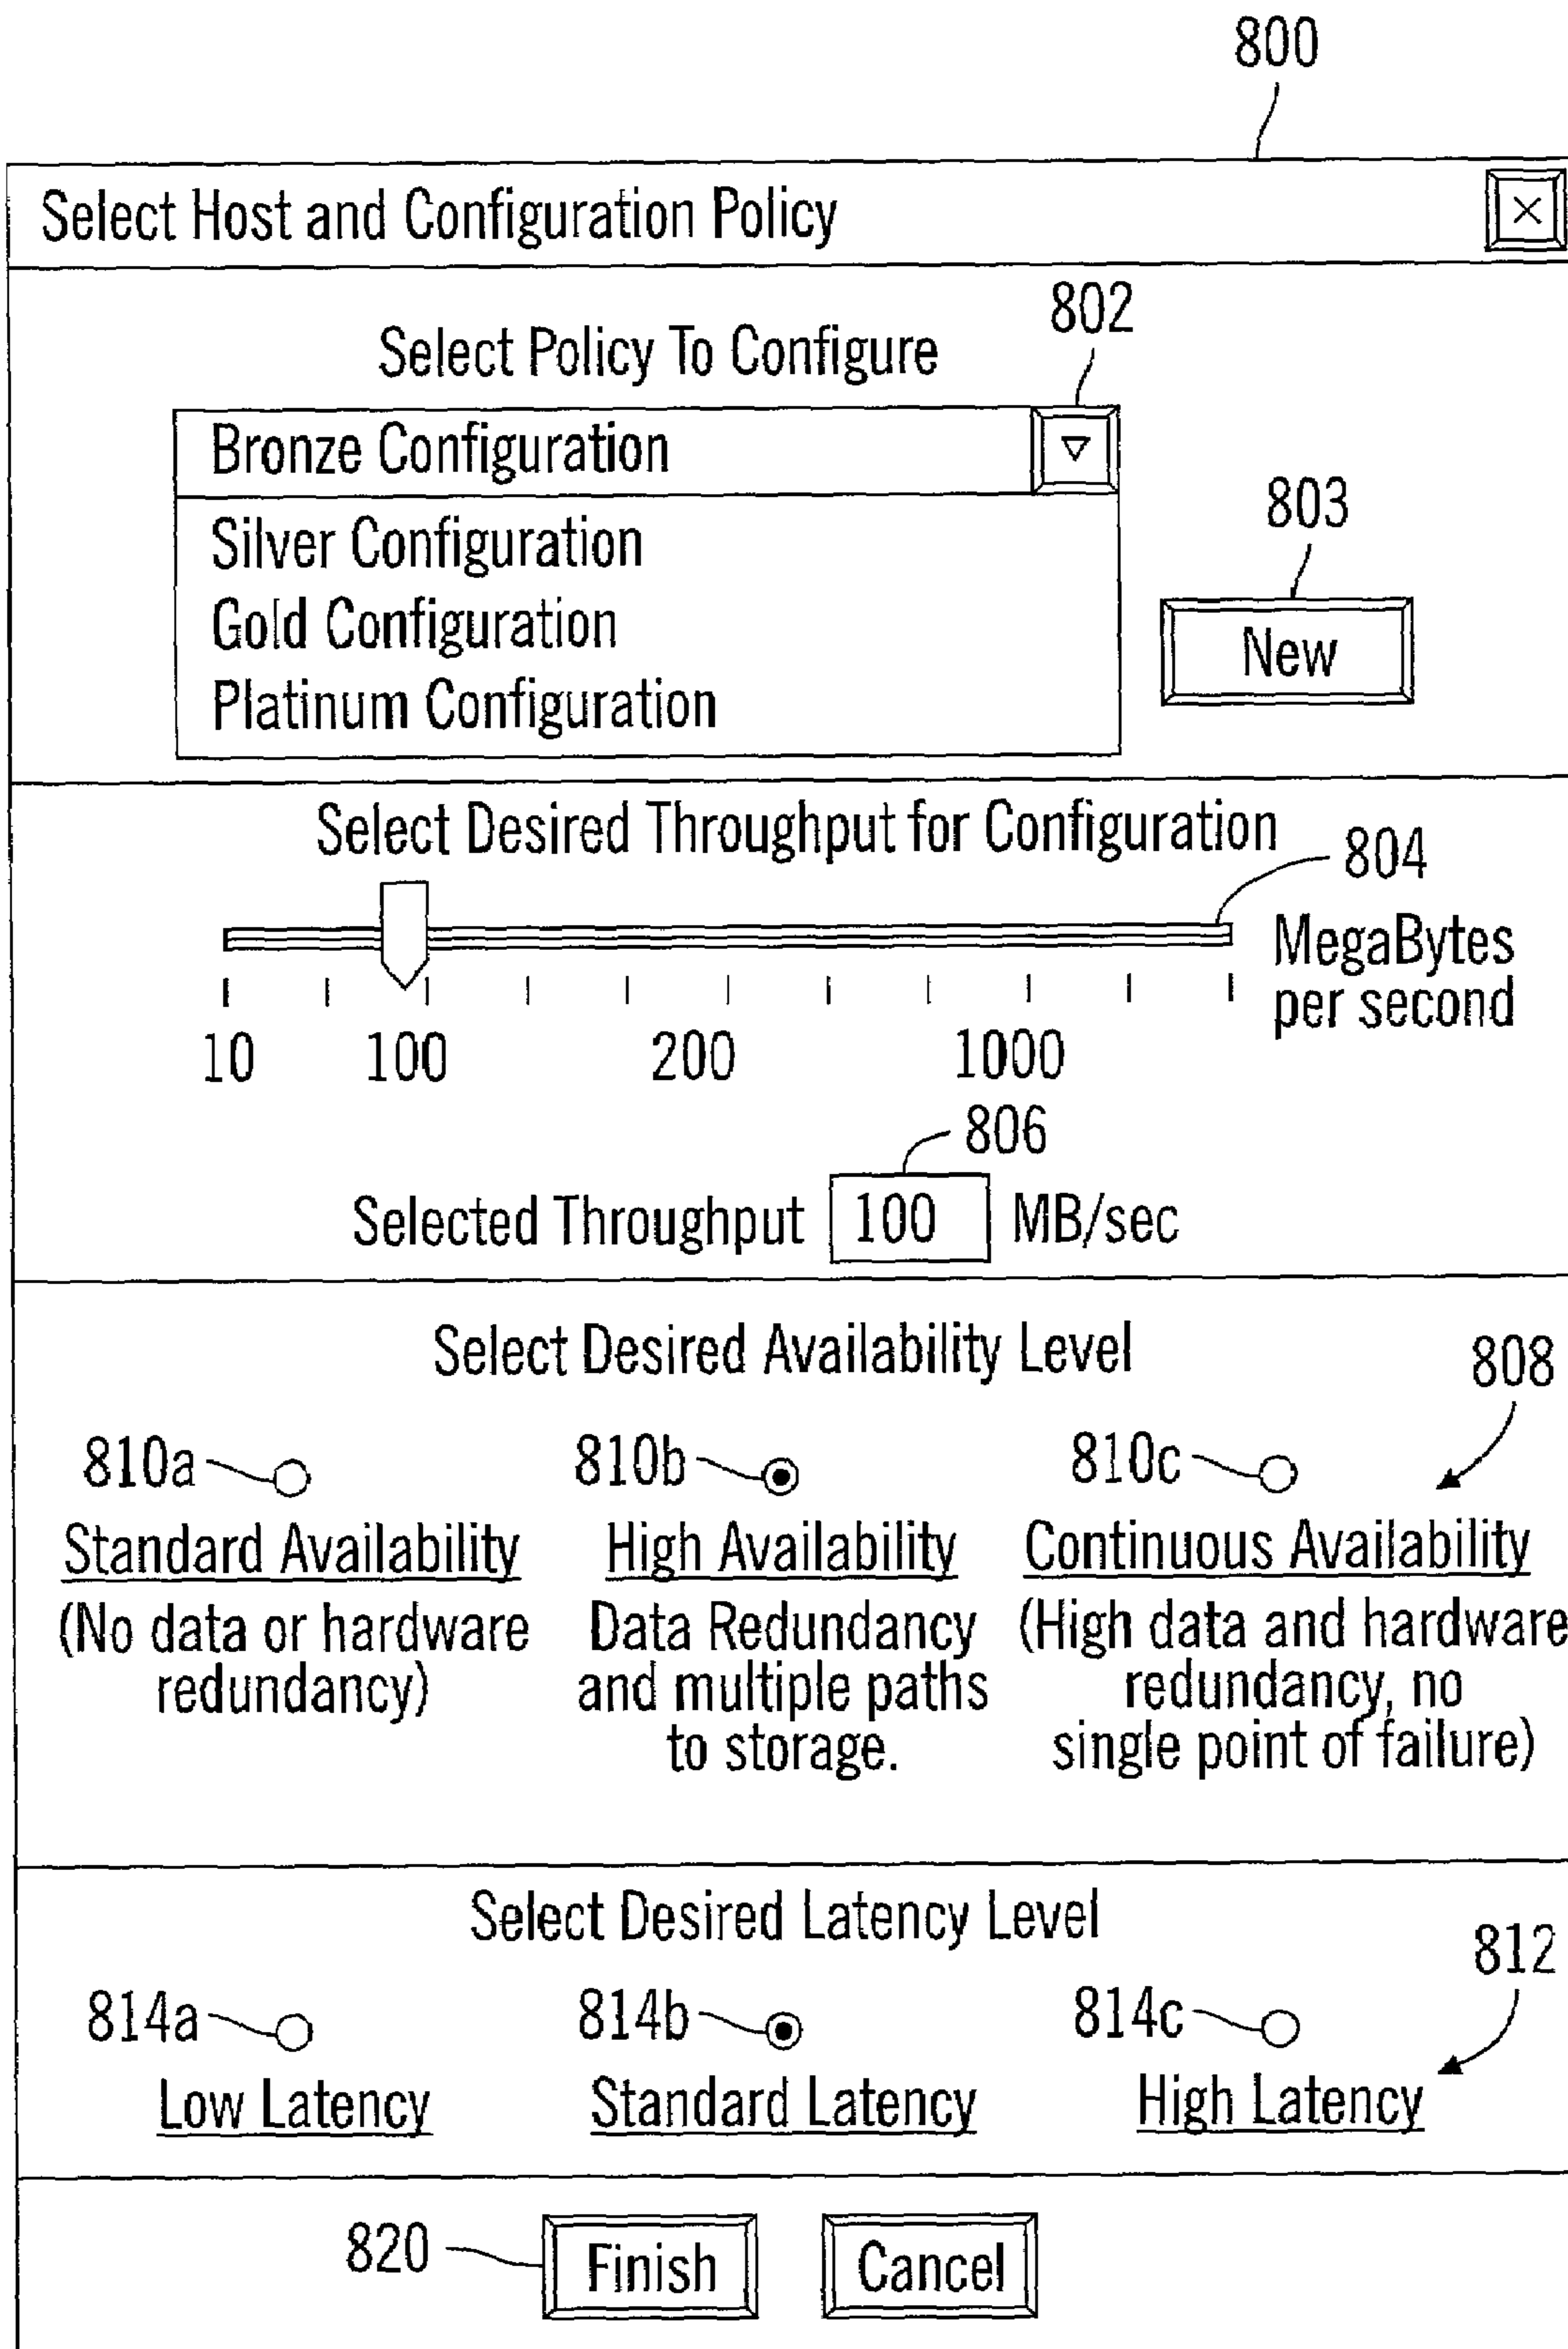 800
Select Host and Configuration Policy
802
Select Policy To Configure
Bronze Configuration
803
Silver Configuration
Gold Configuration
New
Platinum Configuration
Select Desired Throughput for Configuration
804
MegaBytes
per second
10 100 200 1000
806
Selected Throughput 100 MB/sec
Select Desired Availability Level
808
810a 810b 810c
Standard Availability
(No data or hardware
redundancy)
High Availability
Data Redundancy
and multiple paths
to storage.
Continuous Availability
(High data and hardware
redundancy, no
single point of failure)
Select Desired Latency Level
812
814a 814b 814c
Low Latency Standard Latency High Latency
820
Finish Cancel